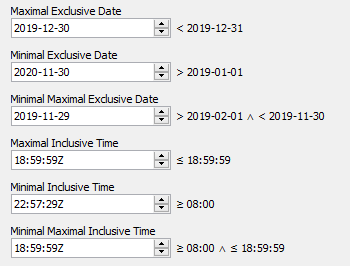 Maximal Exclusive Date
2019-12-30 < 2019-12-31
Minimal Exclusive Date
2020-11-30 > 2019-01-01
Minimal Maximal Exclusive Date
2019-11-29 > 2019-02-01 ∧ < 2019-11-30
Maximal Inclusive Time
18:59:59Z ≤ 18:59:59
Minimal Inclusive Time
22:57:29Z ≥ 08:00
Minimal Maximal Inclusive Time
18:59:59Z ≥ 08:00 ∧ ≤ 18:59:59